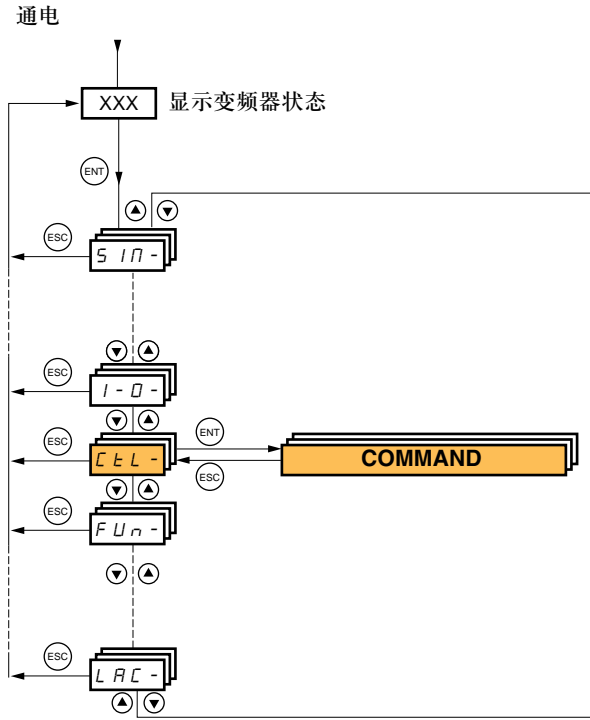 通电
XXX
显示变频器状态
ENT
ESC
SIM-
ESC
I-O-
ESC
CtL-
ENT
ESC
COMMAND
ESC
FUn-
ESC
LAC-